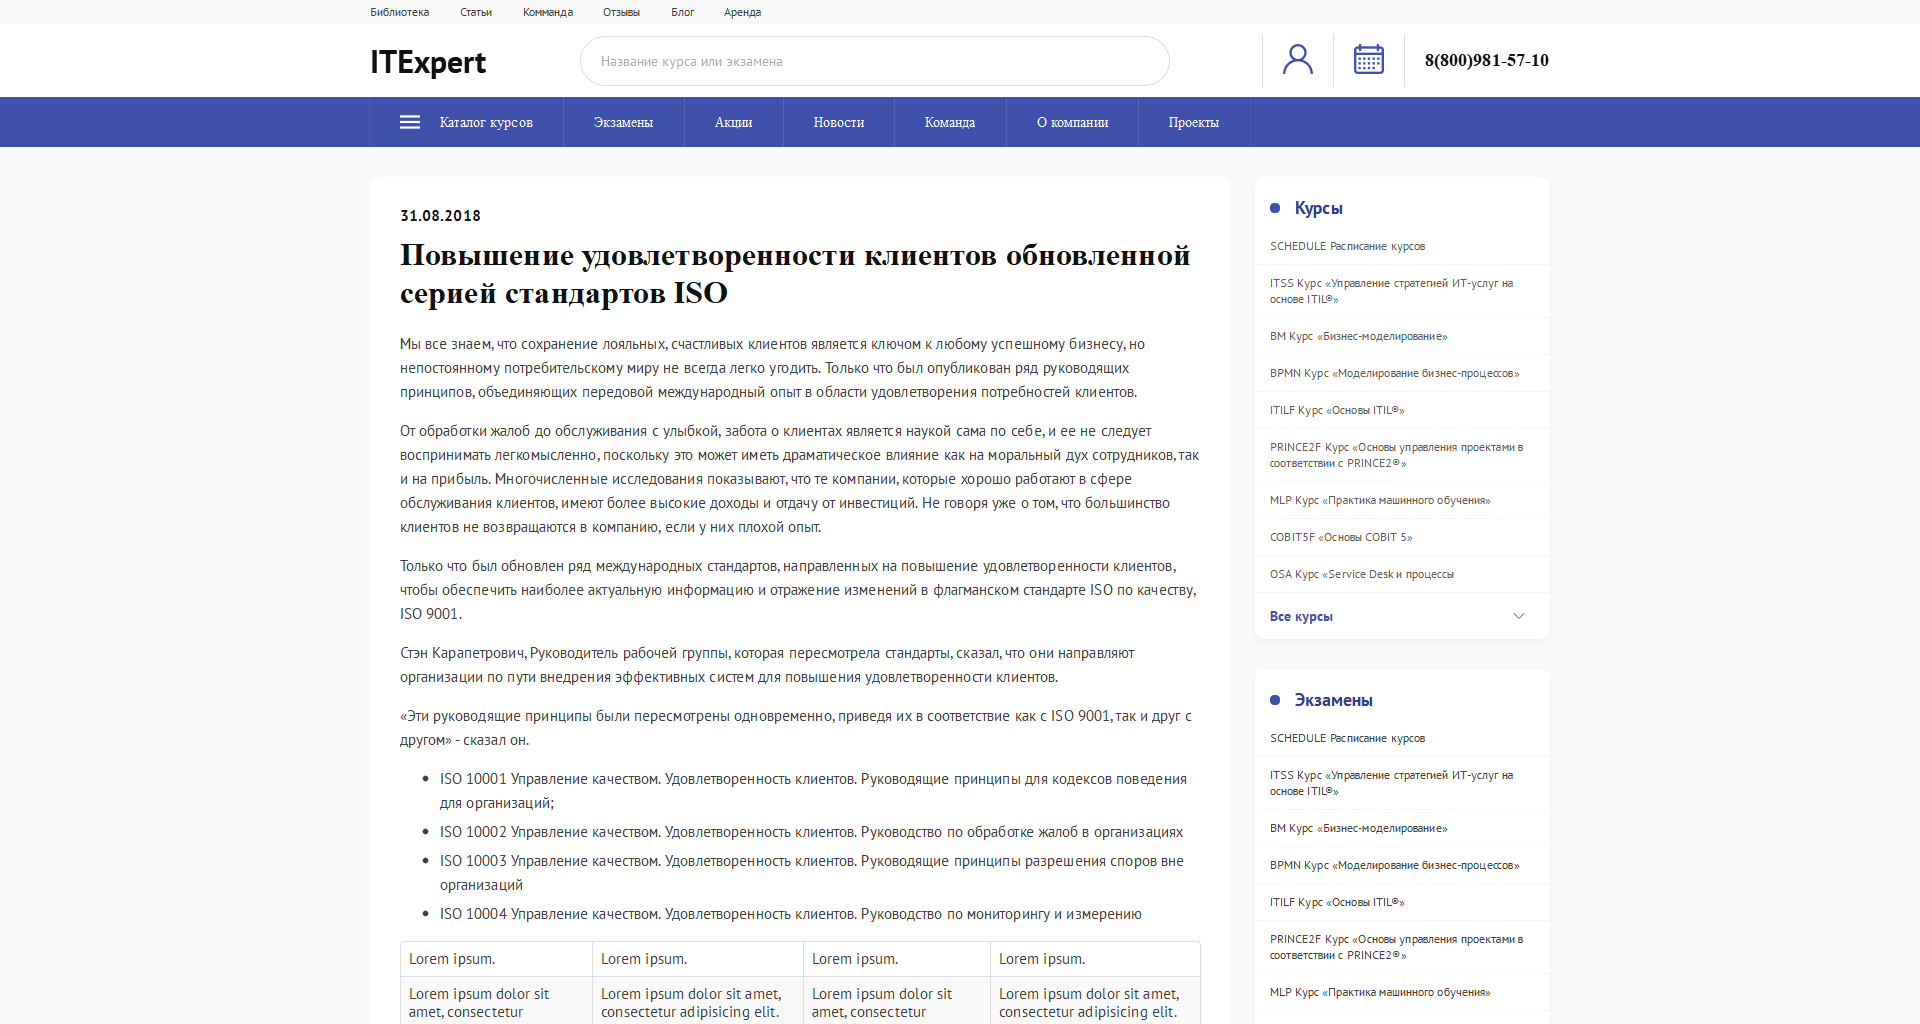 Библиотека Статьи Комманда Отзывы Блог Аренда
ITExpert
Название курса или экзамена
8(800)981-57-10
Каталог курсов Экзамены Акции Новости Команда О компании Проекты
31.08.2018
Повышение удовлетворенности клиентов обновленной
серией стандартов ISO
Мы все знаем, что сохранение лояльных, счастливых клиентов является ключом к любому успешному бизнесу, но
непостоянному потребительскому миру не всегда легко угодить. Только что был опубликован ряд руководящих
принципов, объединяющих передовой международный опыт в области удовлетворения потребностей клиентов.
От обработки жалоб до обслуживания с улыбкой, забота о клиентах является наукой сама по себе, и ее не следует
воспринимать легкомысленно, поскольку это может иметь драматическое влияние как на моральный дух сотрудников, так
и на прибыль. Многочисленные исследования показывают, что те компании, которые хорошо работают в сфере
обслуживания клиентов, имеют более высокие доходы и отдачу от инвестиций. Не говоря уже о том, что большинство
клиентов не возвращаются в компанию, если у них плохой опыт.
Только что был обновлен ряд международных стандартов, направленных на повышение удовлетворенности клиентов,
чтобы обеспечить наиболее актуальную информацию и отражение изменений в флагманском стандарте ISO по качеству,
ISO 9001.
Стэн Карапетрович, Руководитель рабочей группы, которая пересмотрела стандарты, сказал, что они направляют
организации по пути внедрения эффективных систем для повышения удовлетворенности клиентов.
«Эти руководящие принципы были пересмотрены одновременно, приведя их в соответствие как с ISO 9001, так и друг с
другом» - сказал он.
ISO 10001 Управление качеством. Удовлетворенность клиентов. Руководящие принципы для кодексов поведения
для организаций;
ISO 10002 Управление качеством. Удовлетворенность клиентов. Руководство по обработке жалоб в организациях
ISO 10003 Управление качеством. Удовлетворенность клиентов. Руководящие принципы разрешения споров вне
организаций
ISO 10004 Управление качеством. Удовлетворенность клиентов. Руководство по мониторингу и измерению
Lorem ipsum. Lorem ipsum. Lorem ipsum. Lorem ipsum.
Lorem ipsum dolor sit Lorem ipsum dolor sit amet, Lorem ipsum dolor sit Lorem ipsum dolor sit amet,
amet, consectetur consectetur adipisicing elit. amet, consectetur consectetur adipisicing elit.
Курсы
SCHEDULE Расписание курсов
ITSS Курс «Управление стратегией ИТ-услуг на
основе ITIL®»
BM Курс «Бизнес-моделирование»
BPMN Курс «Моделирование бизнес-процессов»
ITILF Курс «Основы ITIL®»
PRINCE2F Курс «Основы управления проектами в
соответствии с PRINCE2®»
MLP Курс «Практика машинного обучения»
COBIT5F «Основы COBIT 5»
OSA Курс «Service Desk и процессы
Все курсы
Экзамены
SCHEDULE Расписание курсов
ITSS Курс «Управление стратегией ИТ-услуг на
основе ITIL®»
BM Курс «Бизнес-моделирование»
BPMN Курс «Моделирование бизнес-процессов»
ITILF Курс «Основы ITIL®»
PRINCE2F Курс «Основы управления проектами в
соответствии с PRINCE2®»
MLP Курс «Практика машинного обучения»